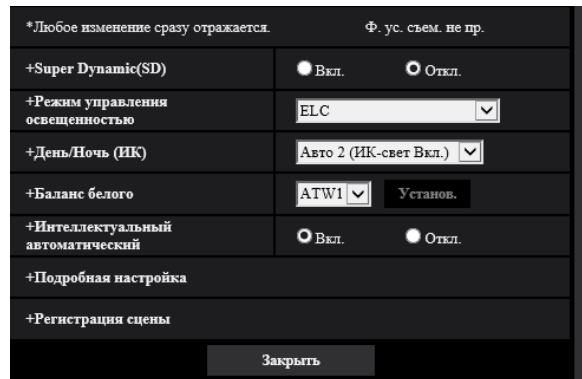 *Любое изменение сразу отражается. Ф. ус. съем. не пр.
+Super Dynamic(SD) Вкл. Откл.
+Режим управления
освещенностью
ELC
+День/Ночь (ИК) Авто 2 (ИК-свет Вкл.)
+Баланс белого ATW1 Установ.
+Интеллектуальный
автоматический
Вкл. Откл.
+Подробная настройка
+Регистрация сцены
Закрыть